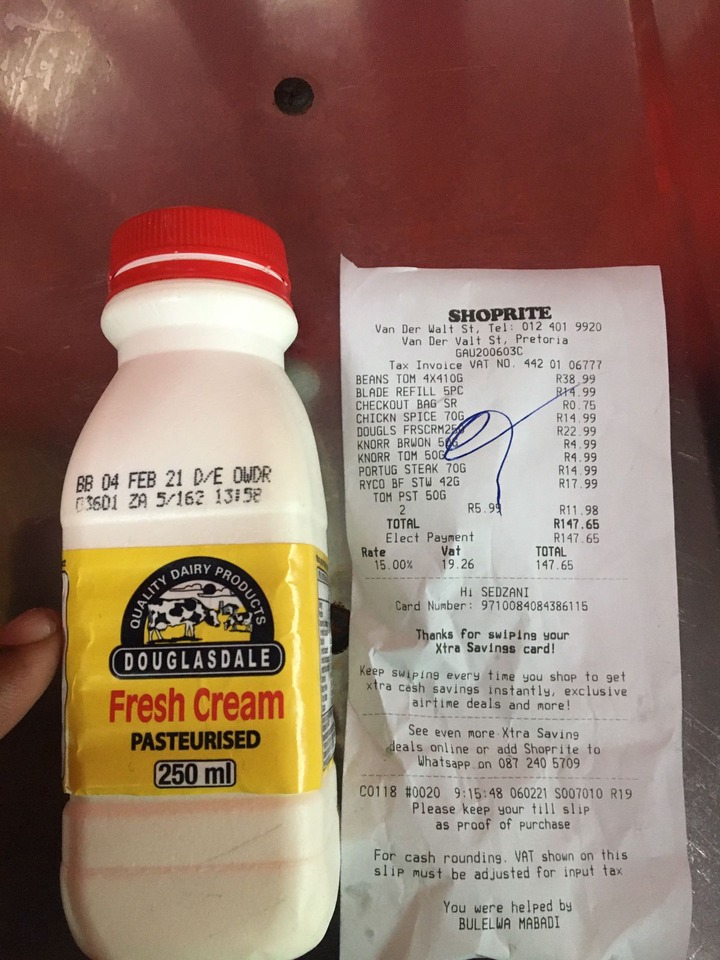 BB 04 FEB 21 D/E OWDR
03601 ZA 5/162 13:58
QUALITY DAIRY PRODUCTS
DOUGLASDALE
Fresh Cream
PASTEURISED
250 ml
SHOPRITE
Van Der Walt St, Tel: 012 401 9920
Van Der Valt St, Pretoria
GAU200603C
Tax Invoice VAT NO. 442 01 06777
BEANS TOM 4X410G R38.99
BLADE REFILL 5PC R14.99
CHECKOUT BAG SR R0.75
CHICKN SPICE 70G R14.99
DOUGLS FRSCRM250 R22.99
KNORR BRWON 50G R4.99
KNORR TOM 50G R4.99
PORTUG STEAK 70G R14.99
RYCO BF STW 42G R17.99
TOM PST 50G
2 R5.99 R11.98
TOTAL R147.65
Elect Payment R147.65
Rate Vat TOTAL
15.00% 19.26 147.65
Hi SEDZANI
Card Number: 9710084084386115
Thanks for swiping your
Xtra Savings card!
Keep swiping every time you shop to get
xtra cash savings instantly, exclusive
airtime deals and more!
See even more Xtra Saving
deals online or add Shoprite to
Whatsapp on 087 240 5709
C0118 #0020 9:15:48 060221 S007010 R19
Please keep your till slip
as proof of purchase
For cash rounding, VAT shown on this
slip must be adjusted for input tax
You were helped by
BULELWA MABADI